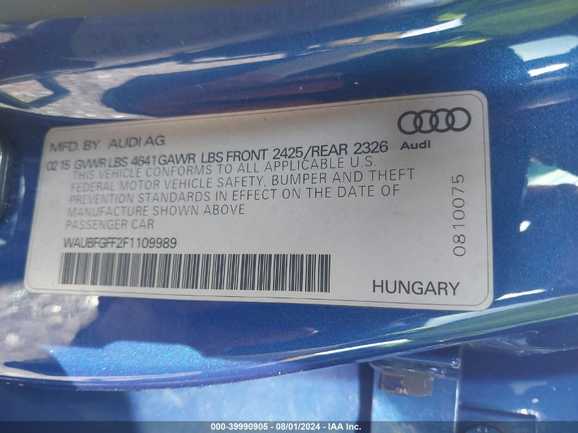 MFD. BY AUDI AG
02 15 GVWR LBS 4641 GAWR LBS FRONT 2425/REAR 2326
Audi
THIS VEHICLE CONFORMS TO ALL APPLICABLE U.S.
FEDERAL MOTOR VEHICLE SAFETY, BUMPER AND THEFT
PREVENTION STANDARDS IN EFFECT ON THE DATE OF
MANUFACTURE SHOWN ABOVE
PASSENGER CAR
WAUBFGFF2F1109989
0810075
HUNGARY
000-39990905 - 08/01/2024 - IAA Inc.